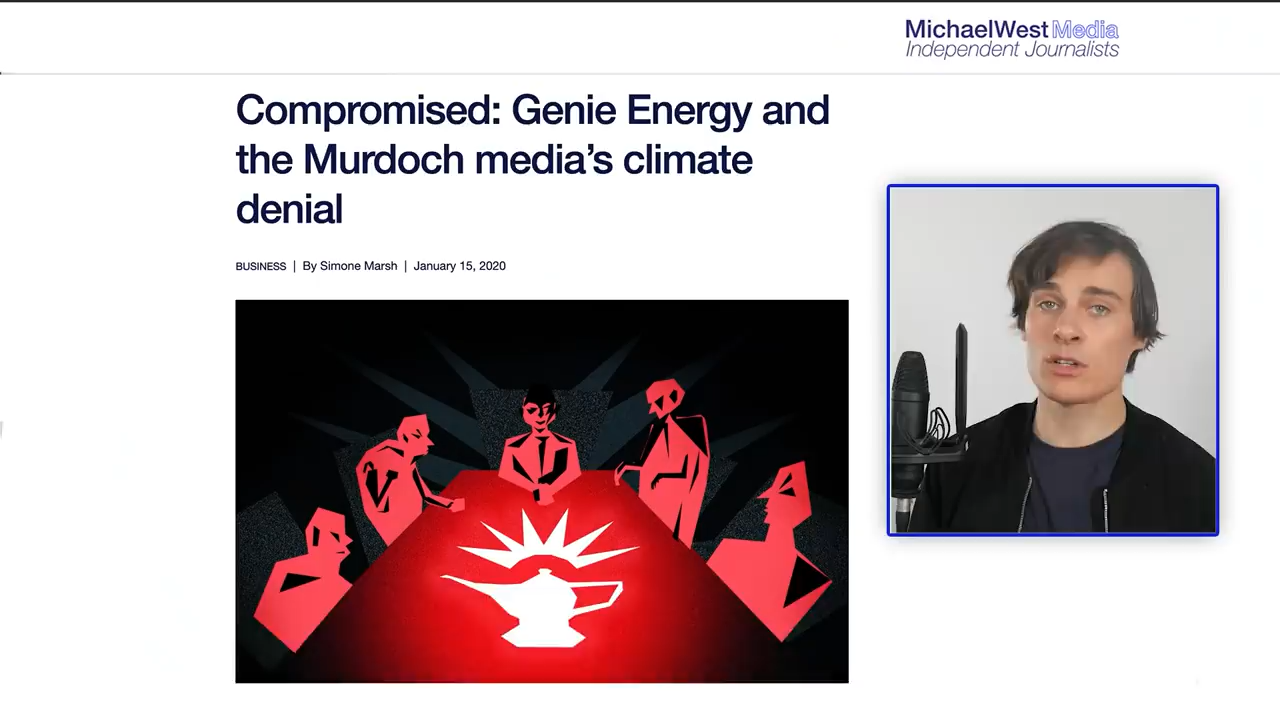 MichaelWest Media
Independent Journalists
Compromised: Genie Energy and
the Murdoch media’s climate
denial
BUSINESS | By Simone Marsh | January 15, 2020